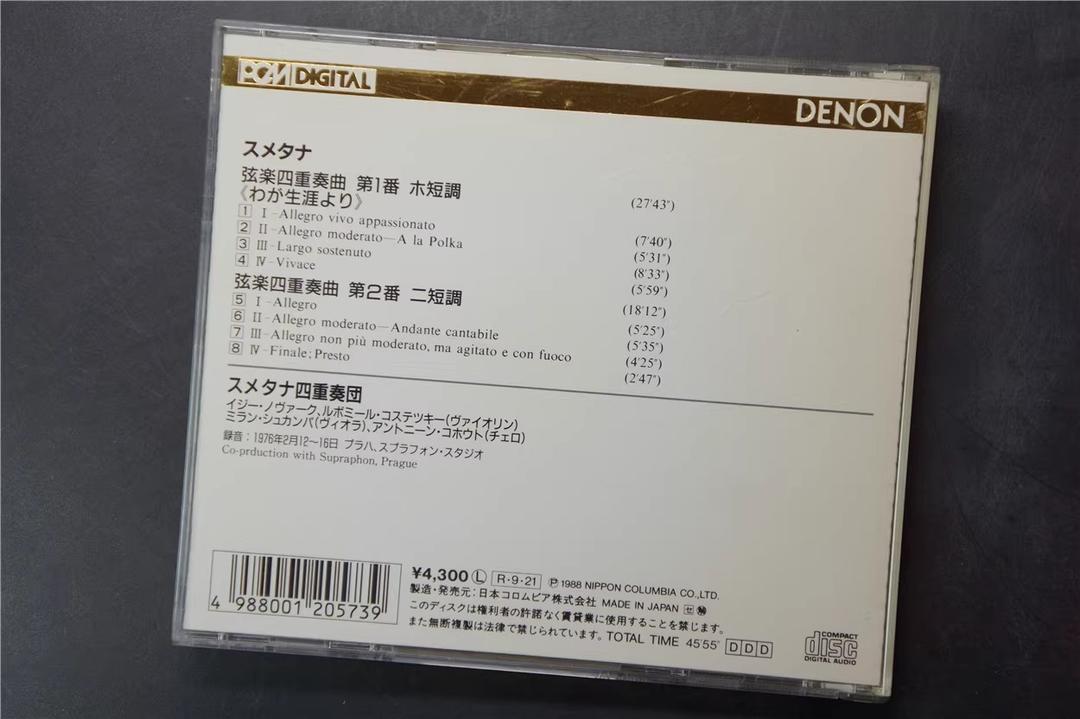 PCM DIGITAL
DENON
スメタナ
弦楽四重奏曲 第1番 ホ短調 (27'43")
《わが生涯より》
1 I-Allegro vivo appassionato (7'40")
2 II-Allegro moderato—A la Polka (5'31")
3 III-Largo sostenuto (8'33")
4 IV-Vivace (5'59")
弦楽四重奏曲 第2番 ニ短調 (18'12")
5 I-Allegro (5'25")
6 II-Allegro moderato—Andante cantabile (5'35")
7 III-Allegro non più moderato, ma agitato e con fuoco (4'25")
8 IV-Finale; Presto (2'47")
スメタナ四重奏団
イジー・ノヴァーク、ルボミール・コステツキー(ヴァイオリン)
ミラン・シュカンパ(ヴィオラ)、アントニーン・コホウト(チェロ)
録音：1976年2月12〜16日 プラハ、スプラフォン・スタジオ
Co-prduction with Supraphon, Prague
4 988001 205739
¥4,300 Ⓛ R・9・21 Ⓟ 1988 NIPPON COLUMBIA CO.,LTD.
製造・発売元：日本コロムビア株式会社 MADE IN JAPAN
このディスクは権利者の許諾なく賃貸業に使用することを禁じます。
また無断複製は法律で禁じられています。TOTAL TIME 45'55" DDD
COMPACT
disc
DIGITAL AUDIO